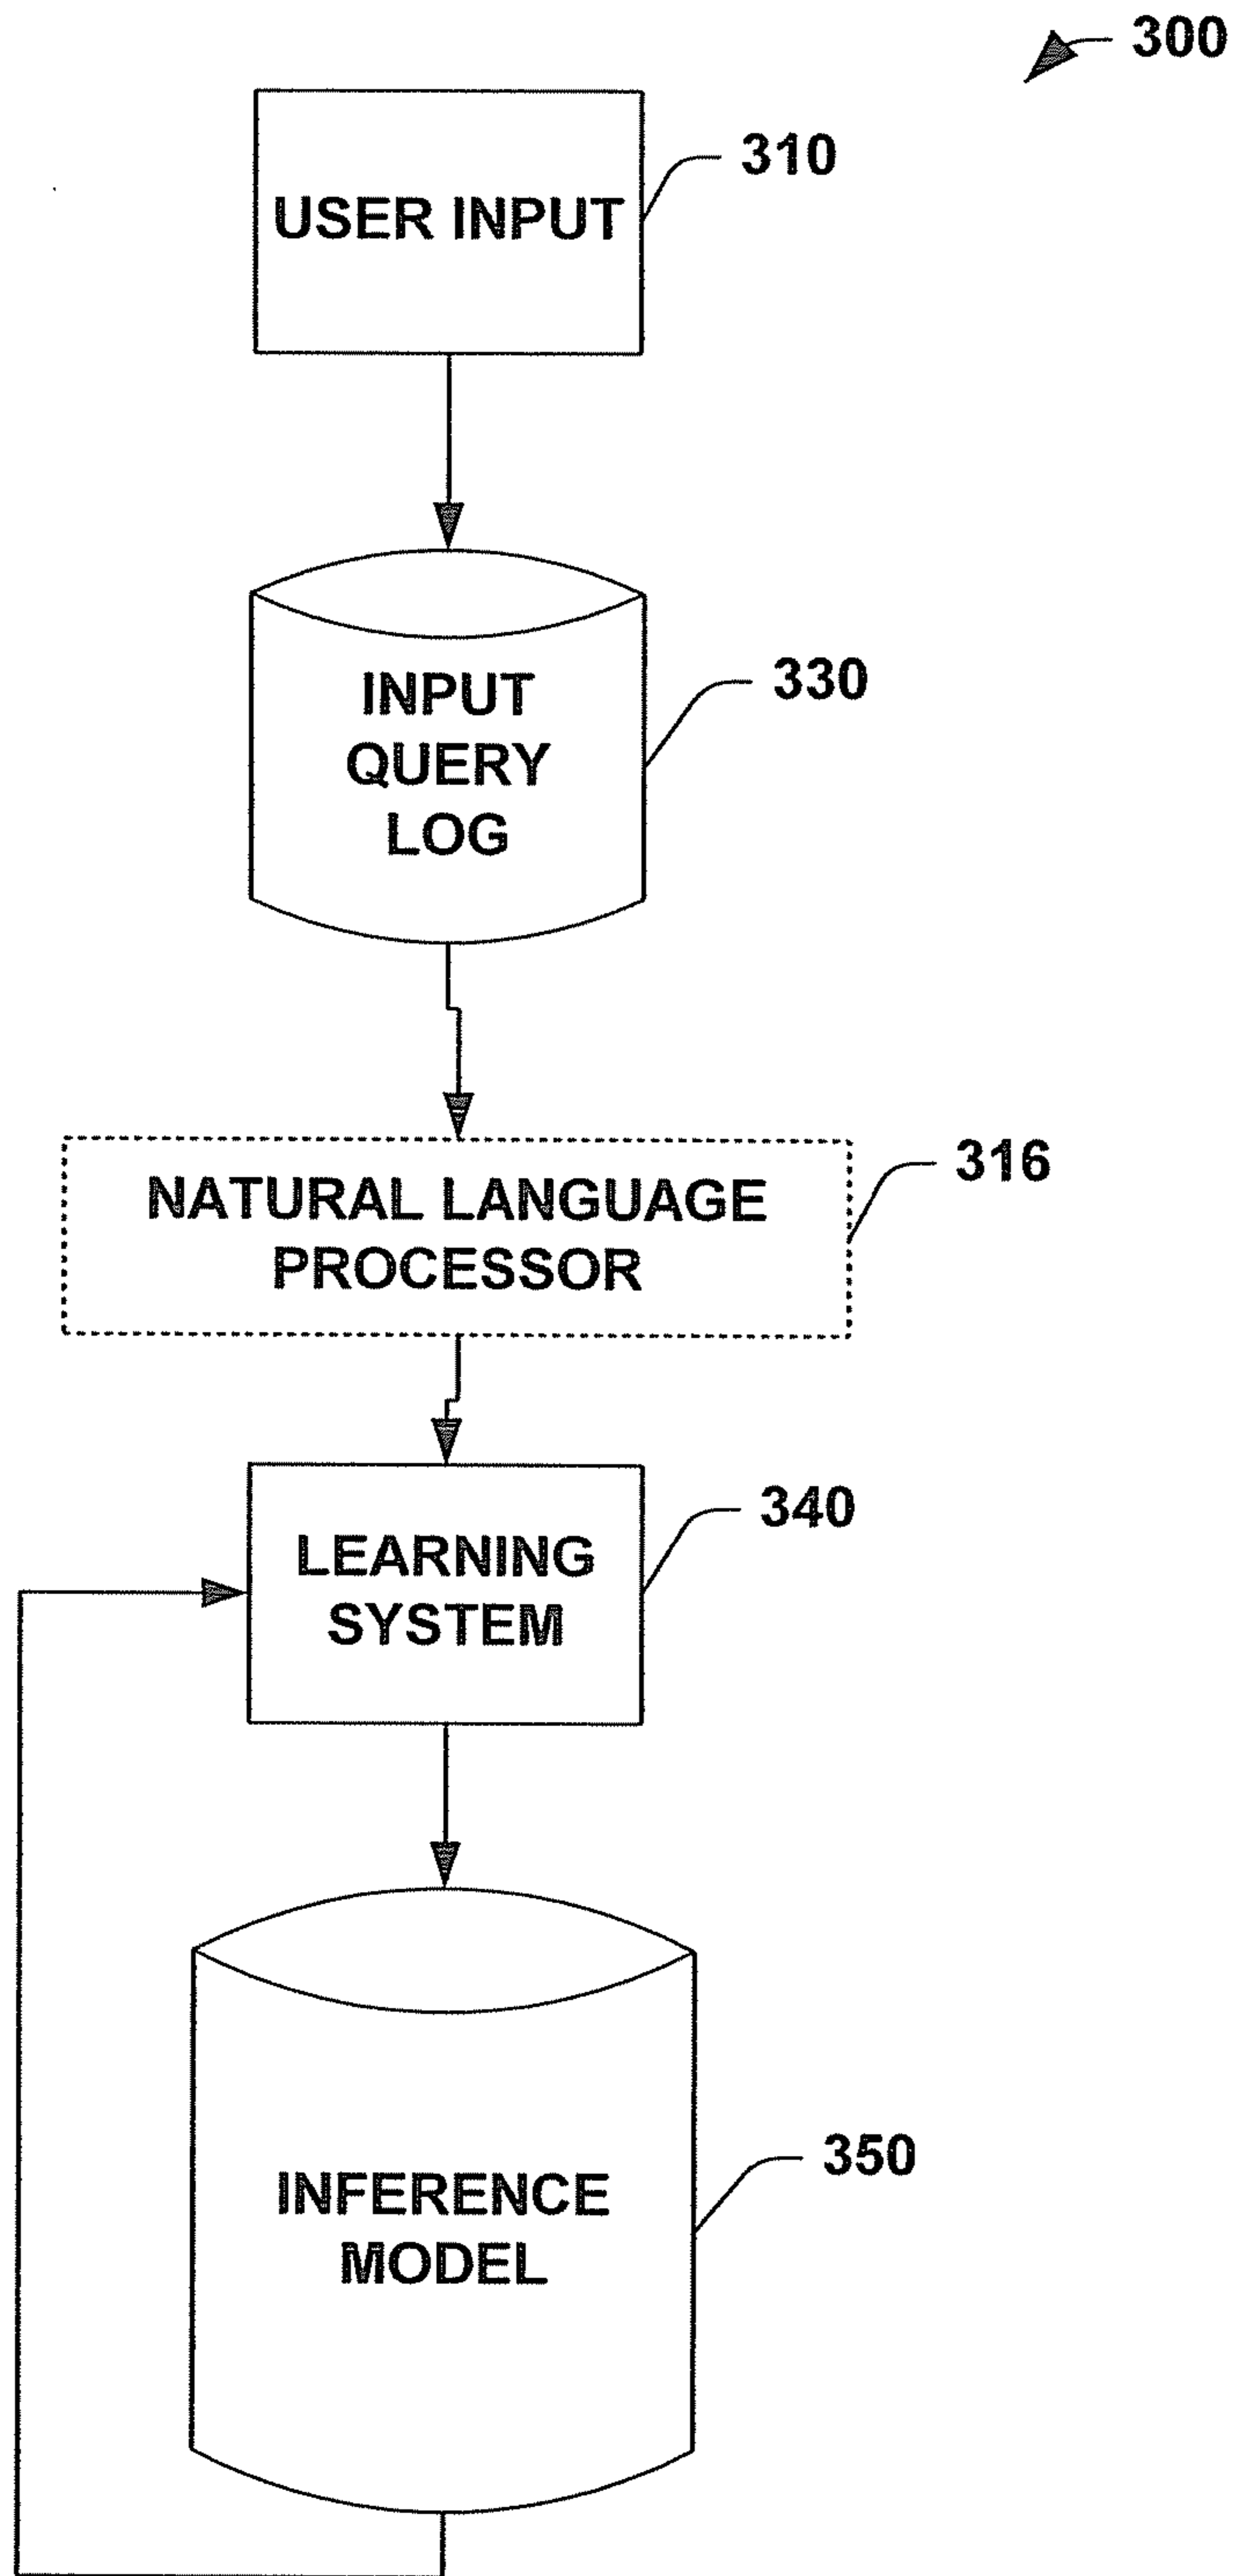 300
310
USER INPUT
330
INPUT
QUERY
LOG
316
NATURAL LANGUAGE
PROCESSOR
340
LEARNING
SYSTEM
350
INFERENCE
MODEL